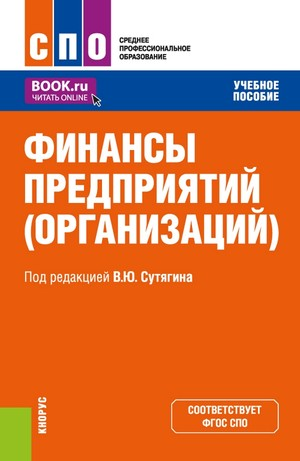 СПО
СРЕДНЕЕ
ПРОФЕССИОНАЛЬНОЕ
ОБРАЗОВАНИЕ
BOOK.ru
ЧИТАТЬ ONLINE
УЧЕБНОЕ
ПОСОБИЕ
ФИНАНСЫ
ПРЕДПРИЯТИЙ
(ОРГАНИЗАЦИЙ)
Под редакцией В.Ю. Сутягина
КНОРУС
СООТВЕТСТВУЕТ
ФГОС СПО